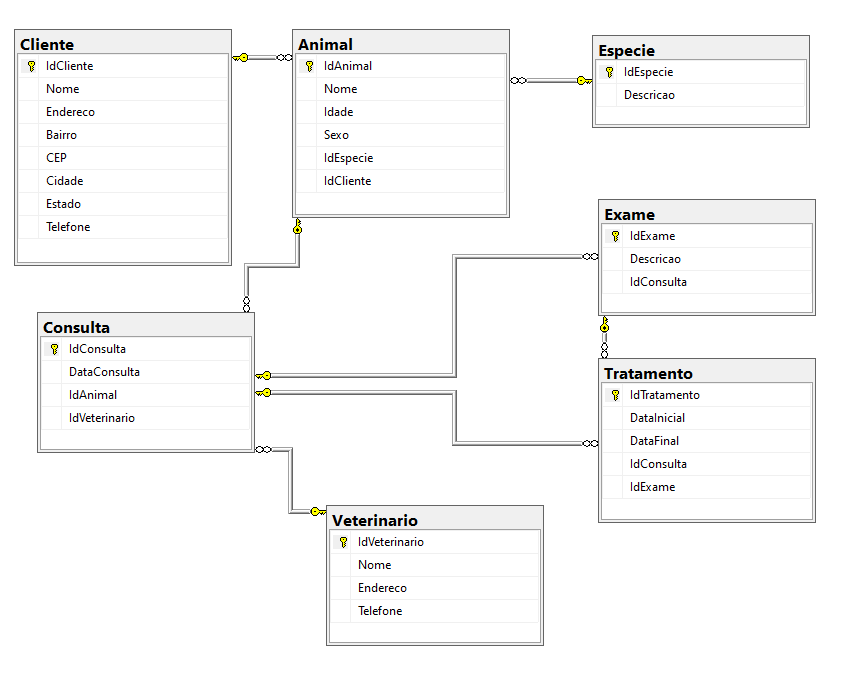 Cliente
IdCliente
Nome
Endereco
Bairro
CEP
Cidade
Estado
Telefone
Animal
IdAnimal
Nome
Idade
Sexo
IdEspecie
IdCliente
Especie
IdEspecie
Descricao
Exame
IdExame
Descricao
IdConsulta
Consulta
IdConsulta
DataConsulta
IdAnimal
IdVeterinario
Tratamento
IdTratamento
DataInicial
DataFinal
IdConsulta
IdExame
Veterinario
IdVeterinario
Nome
Endereco
Telefone